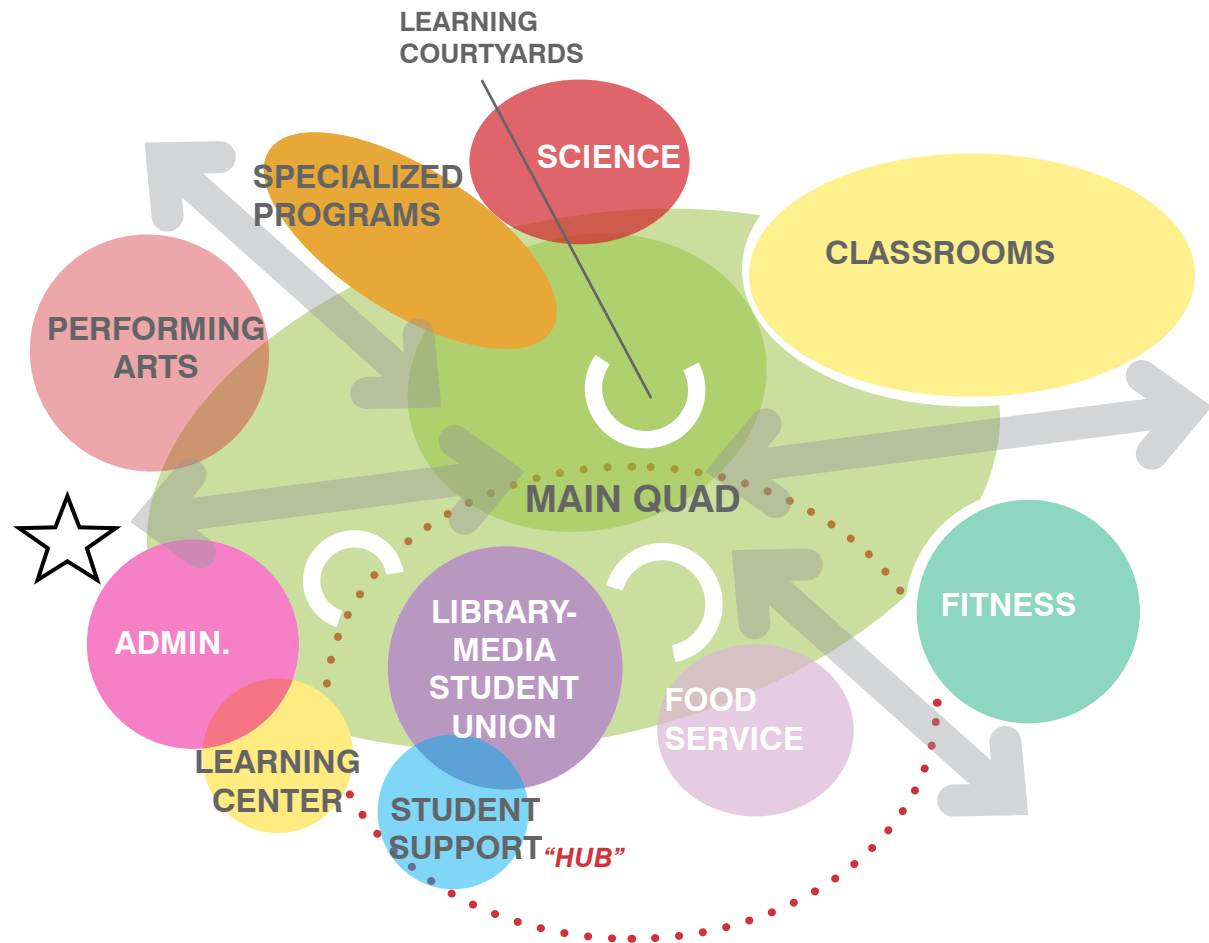 LEARNING
COURTYARDS
SCIENCE
SPECIALIZED
PROGRAMS
CLASSROOMS
PERFORMING
ARTS
MAIN QUAD
FITNESS
LIBRARY-
MEDIA
STUDENT
UNION
ADMIN.
FOOD
SERVICE
LEARNING
CENTER
STUDENT
SUPPORT
“HUB”